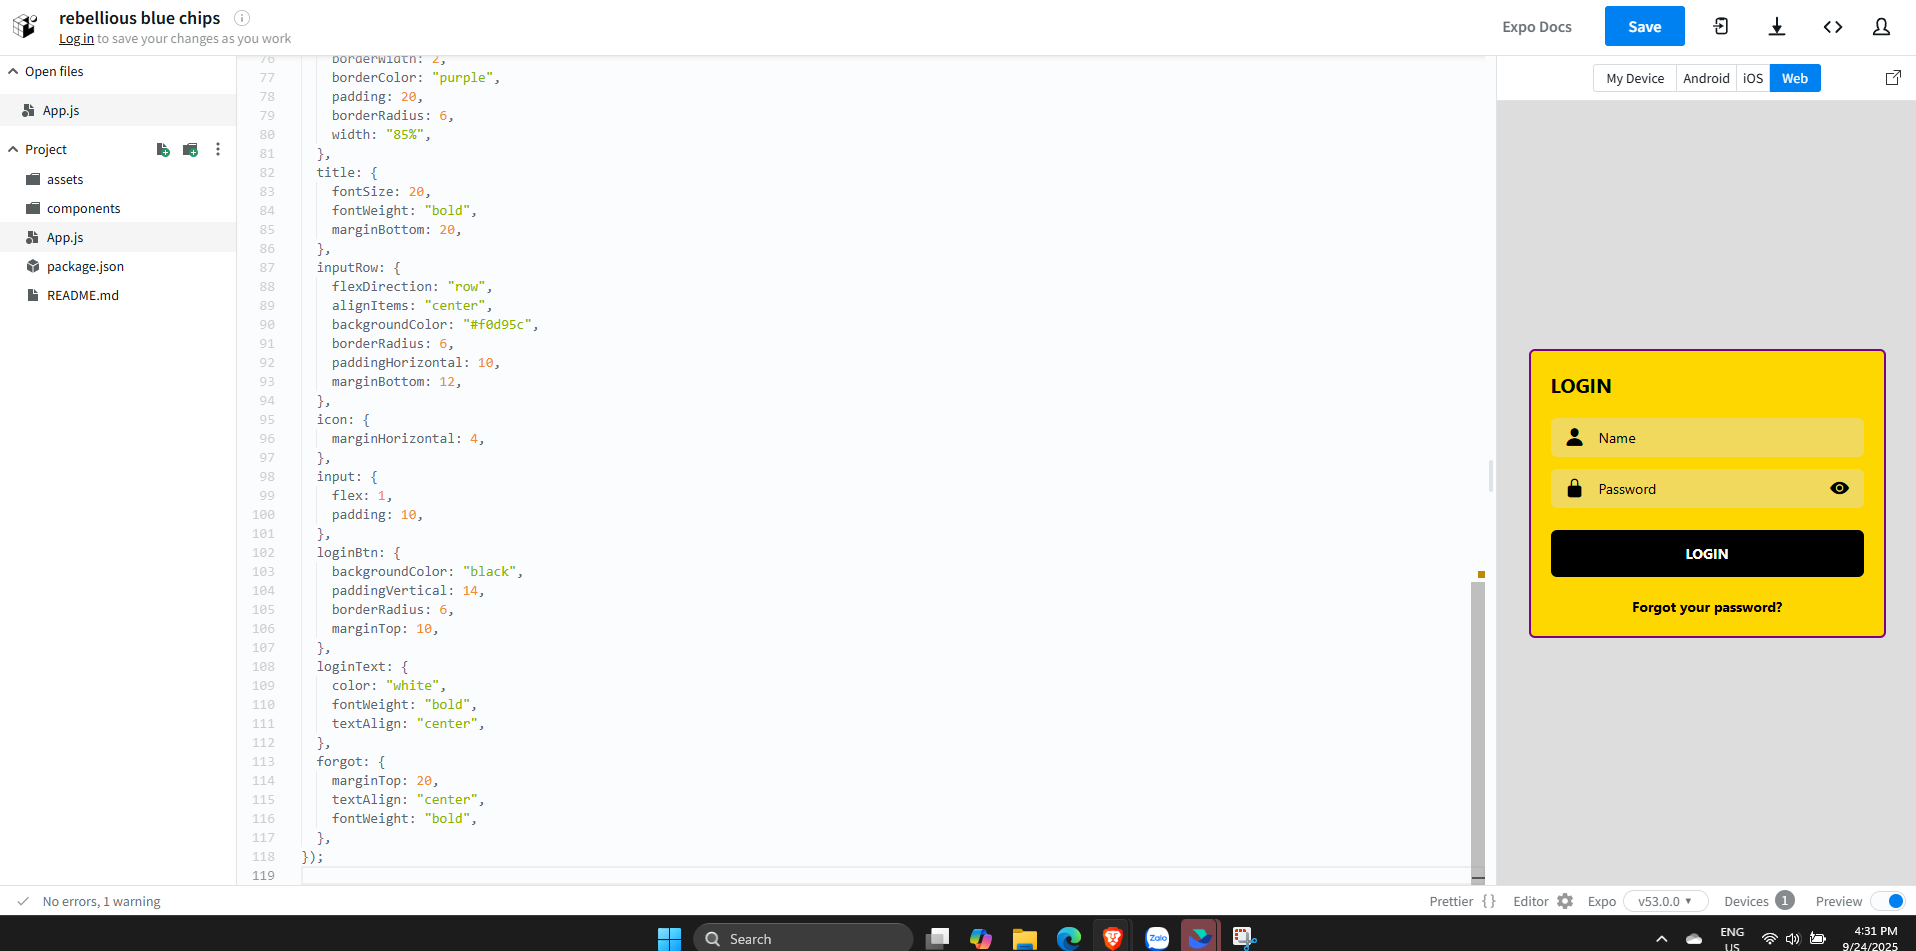 rebellious blue chips
Log in to save your changes as you work
Expo Docs
Save
Open files
App.js
Project
assets
components
App.js
package.json
README.md
76 borderWidth: 2,
77 borderColor: "purple",
78 padding: 20,
79 borderRadius: 6,
80 width: "85%",
81 },
82 title: {
83 fontSize: 20,
84 fontWeight: "bold",
85 marginBottom: 20,
86 },
87 inputRow: {
88 flexDirection: "row",
89 alignItems: "center",
90 backgroundColor: "#f0d95c",
91 borderRadius: 6,
92 paddingHorizontal: 10,
93 marginBottom: 12,
94 },
95 icon: {
96 marginHorizontal: 4,
97 },
98 input: {
99 flex: 1,
100 padding: 10,
101 },
102 loginBtn: {
103 backgroundColor: "black",
104 paddingVertical: 14,
105 borderRadius: 6,
106 marginTop: 10,
107 },
108 loginText: {
109 color: "white",
110 fontWeight: "bold",
111 textAlign: "center",
112 },
113 forgot: {
114 marginTop: 20,
115 textAlign: "center",
116 fontWeight: "bold",
117 },
118 });
119
My Device Android iOS Web
LOGIN
Name
Password
LOGIN
Forgot your password?
No errors, 1 warning
Prettier { } Editor Expo v53.0.0 Devices 1 Preview
Search
Zalo
ENG
US
4:31 PM
9/24/2025